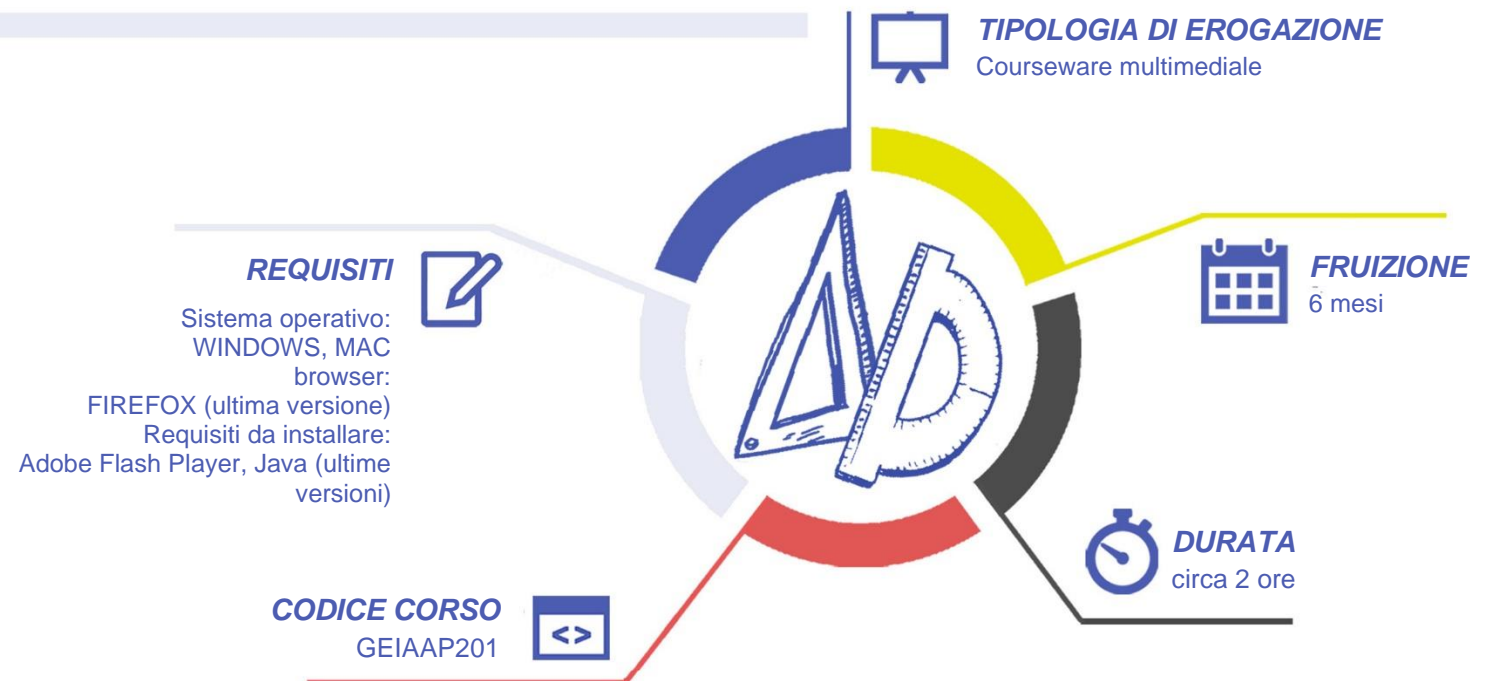 TIPOLOGIA DI EROGAZIONE
Courseware multimediale
REQUISITI
Sistema operativo:
WINDOWS, MAC
browser:
FIREFOX (ultima versione)
Requisiti da installare:
Adobe Flash Player, Java (ultime
versioni)
FRUIZIONE
6 mesi
DURATA
circa 2 ore
CODICE CORSO
GEIAAP201
<>